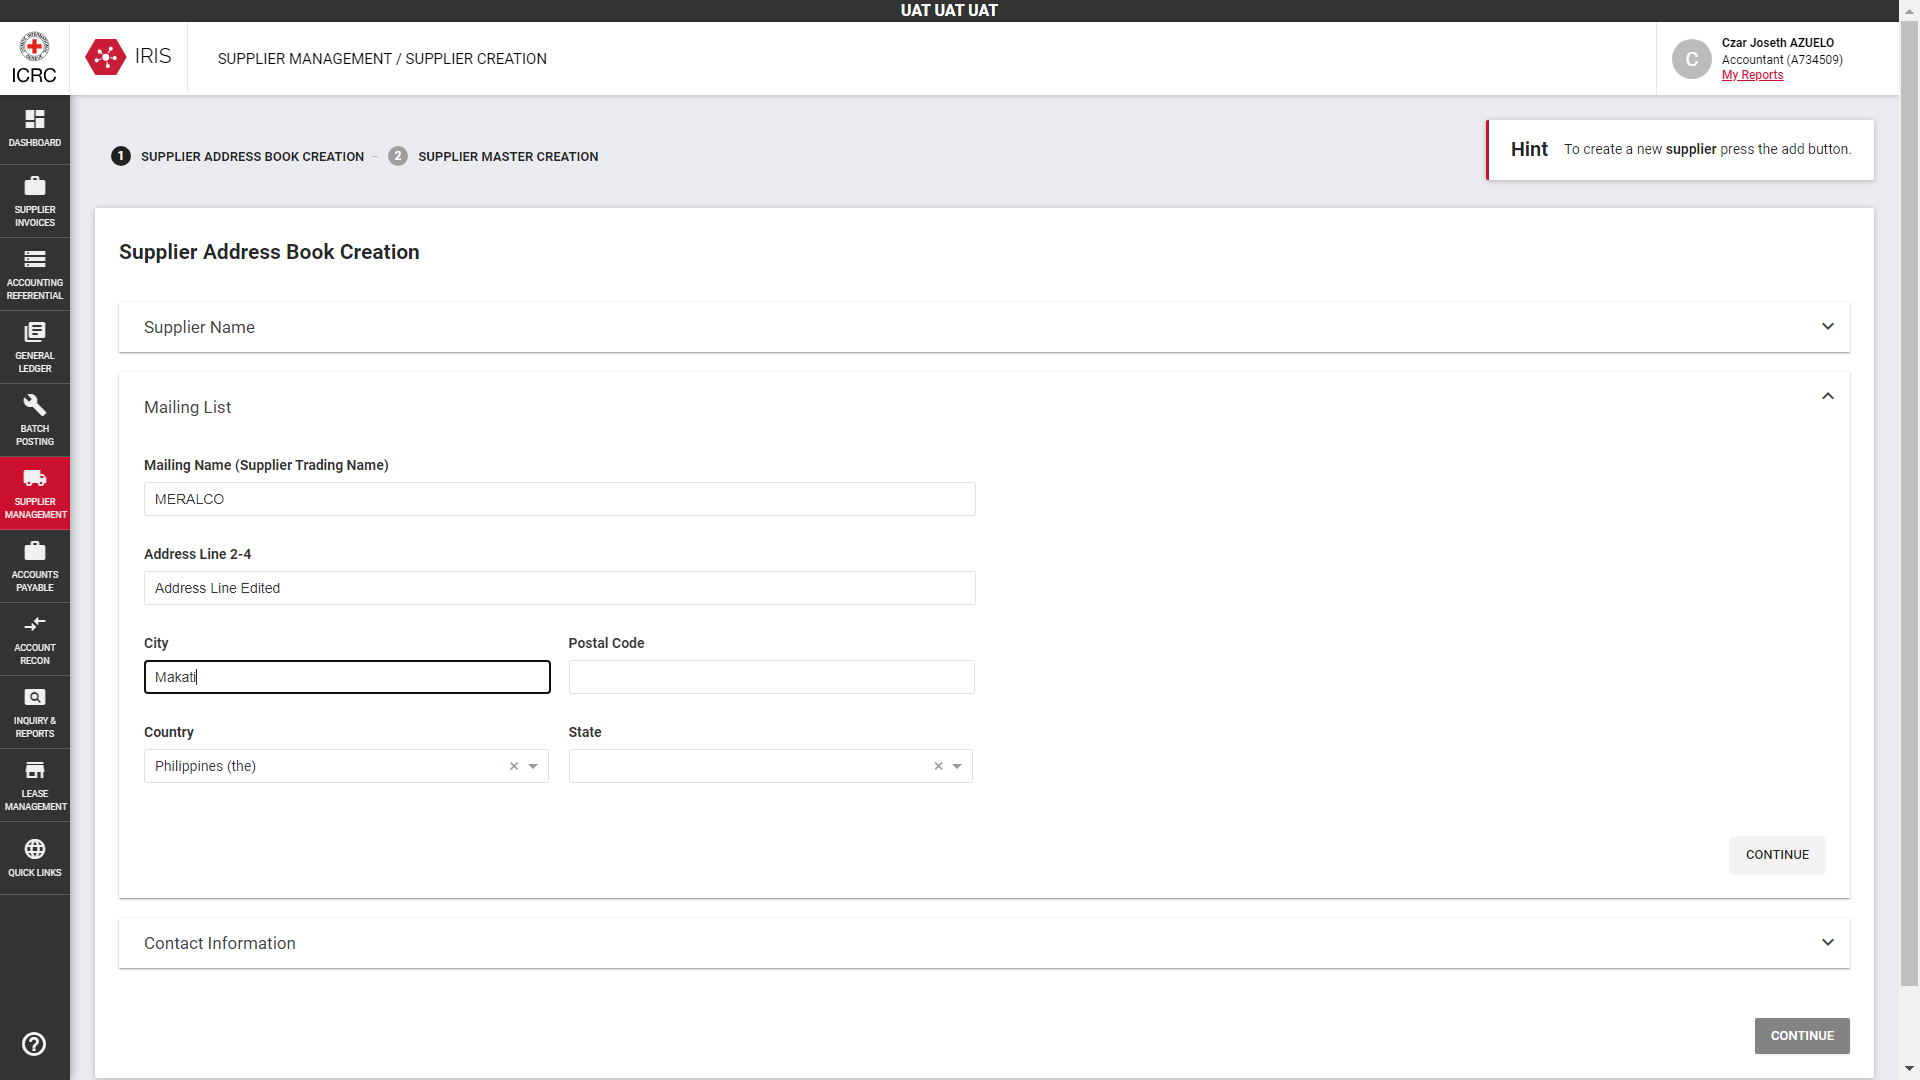 UAT UAT UAT
ICRC
IRIS
SUPPLIER MANAGEMENT / SUPPLIER CREATION
C
Czar Joseth AZUELO
Accountant (A734509)
My Reports
DASHBOARD
SUPPLIER
INVOICES
ACCOUNTING
REFERENTIAL
GENERAL
LEDGER
BATCH
POSTING
SUPPLIER
MANAGEMENT
ACCOUNTS
PAYABLE
ACCOUNT
RECON
INQUIRY &
REPORTS
LEASE
MANAGEMENT
QUICK LINKS
1 SUPPLIER ADDRESS BOOK CREATION – 2 SUPPLIER MASTER CREATION
Hint To create a new supplier press the add button.
Supplier Address Book Creation
Supplier Name
Mailing List
Mailing Name (Supplier Trading Name)
MERALCO
Address Line 2-4
Address Line Edited
City Postal Code
Makati
Country State
Philippines (the) × ×
CONTINUE
Contact Information
CONTINUE